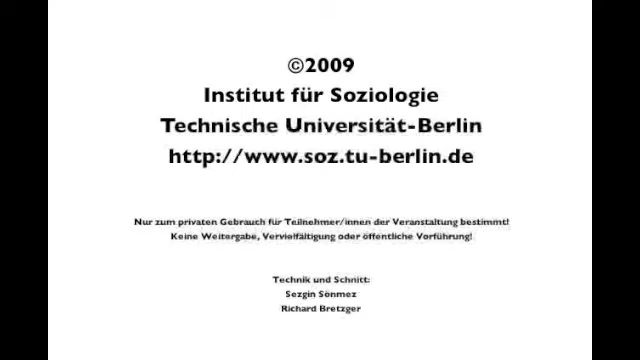 ©2009
Institut für Soziologie
Technische Universität-Berlin
http://www.soz.tu-berlin.de
Nur zum privaten Gebrauch für Teilnehmer/innen der Veranstaltung bestimmt!
Keine Weitergabe, Vervielfältigung oder öffentliche Vorführung!
Technik und Schnitt:
Sezgin Sönmez
Richard Bretzger